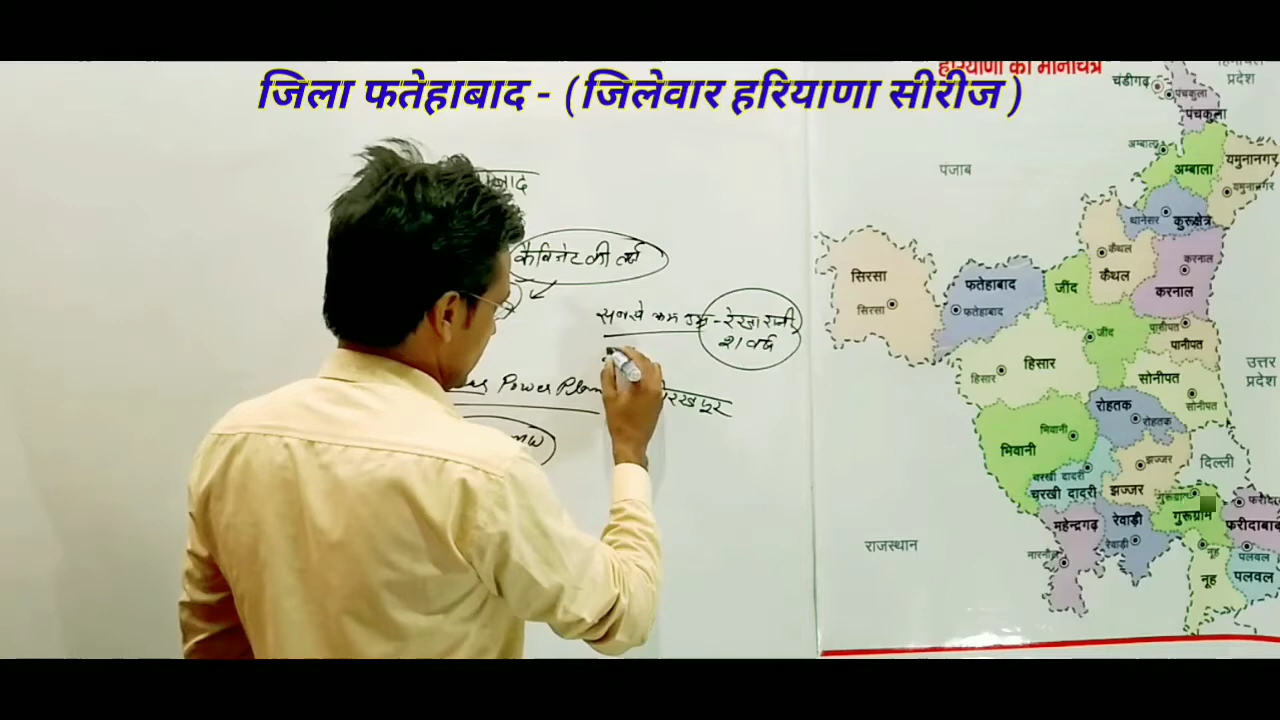 जिला फतेहाबाद - ( जिलेवार हरियाणा सीरीज )
हरियाणा का मानचित्र
चंडीगढ़
प्रदेश
पंचकुला
पंचकुला
अम्बाला
अम्बाला
यमुनानगर
यमुनानगर
पंजाब
थानेसर
कुरूक्षेत्र
कैथल
कैथल
करनाल
करनाल
सिरसा
सिरसा
फतेहाबाद
फतेहाबाद
जींद
जींद
पानीपत
पानीपत
हिसार
हिसार
सोनीपत
सोनीपत
उत्तर
प्रदेश
रोहतक
रोहतक
भिवानी
भिवानी
झज्जर
झज्जर
दिल्ली
चरखी दादरी
चरखी दादरी
गुरुग्राम
गुरुग्राम
महेन्द्रगढ़
रेवाड़ी
रेवाड़ी
फरीदाबाद
नारनौल
राजस्थान
नूह
नूह
पलवल
पलवल
कैबिनेट की
सबसे कम उम्र - रेखा रानी
21 वर्ष
Power
MW